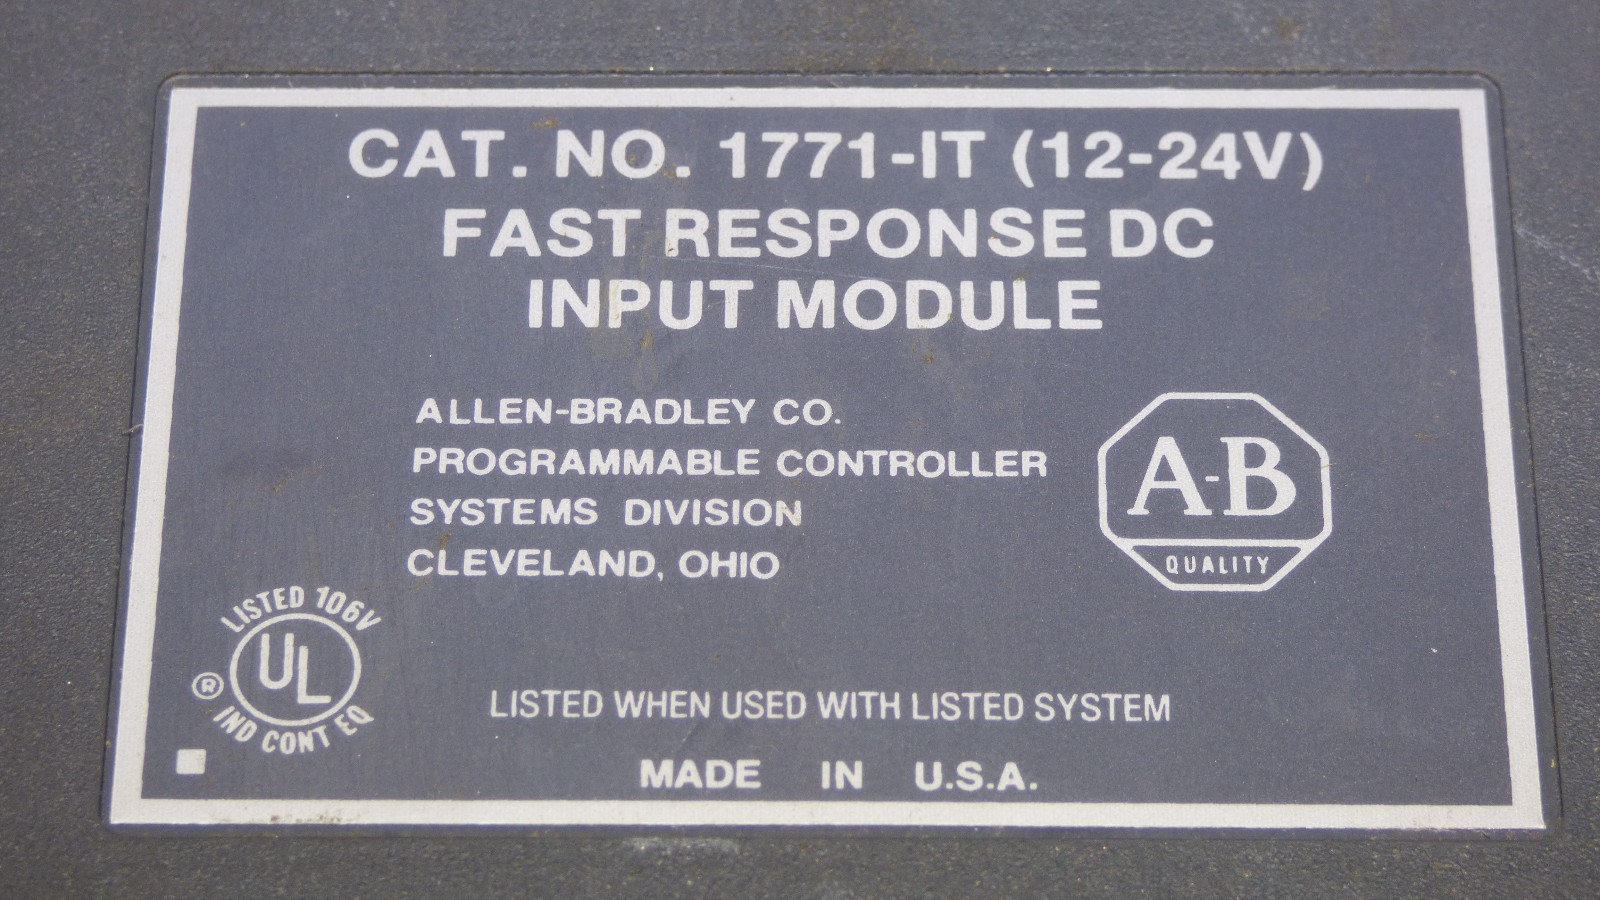 CAT. NO. 1771-IT (12-24V)
FAST RESPONSE DC
INPUT MODULE
ALLEN-BRADLEY CO.
PROGRAMMABLE CONTROLLER
SYSTEMS DIVISION
CLEVELAND, OHIO
A-B
QUALITY
LISTED 106V
UL
®
IND CONT EQ
LISTED WHEN USED WITH LISTED SYSTEM
MADE IN U.S.A.